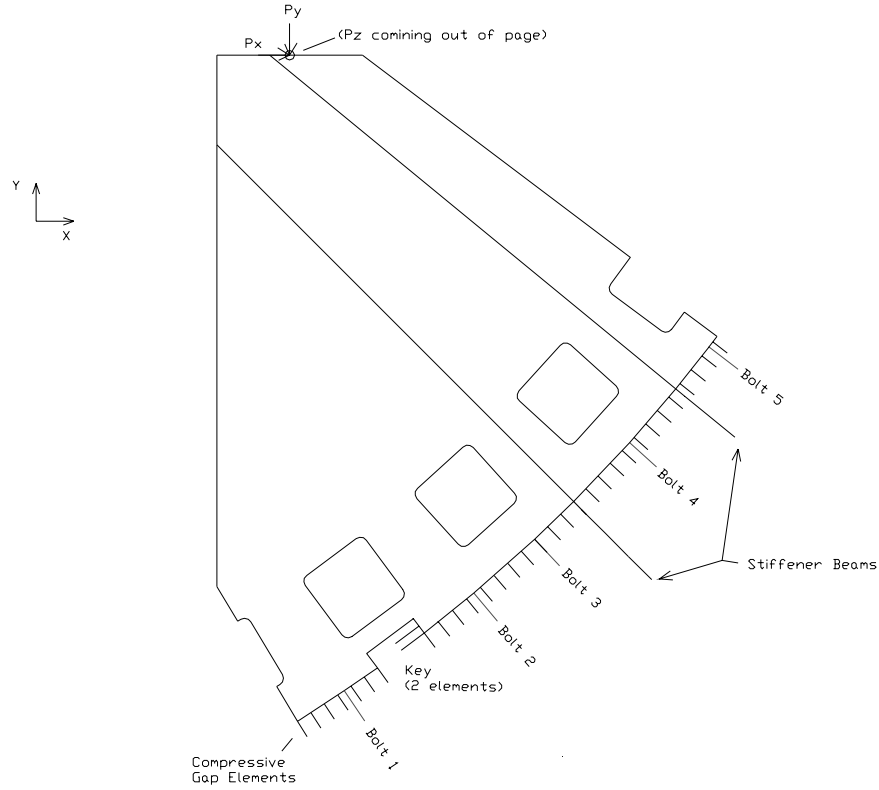 Py
Px
(Pz comining out of page)
Y
X
Bolt 5
Bolt 4
Stiffener Beams
Bolt 3
Bolt 2
Key
(2 elements)
Bolt 1
Compressive
Gap Elements